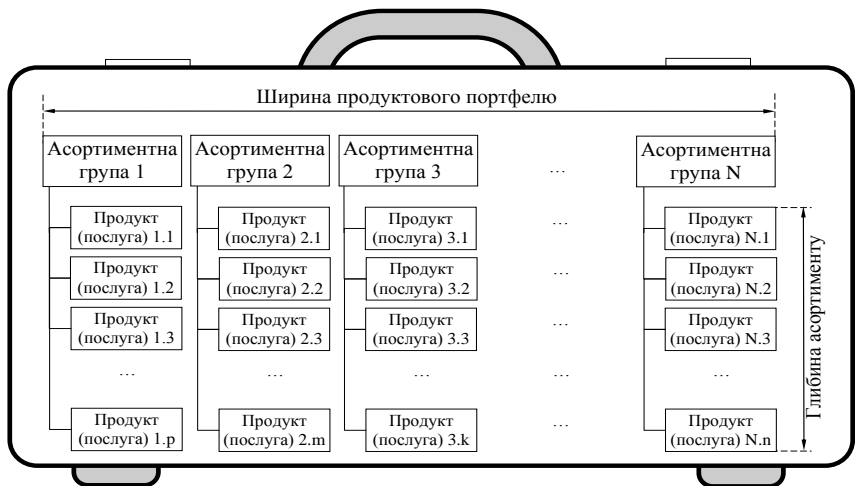 Ширина продуктового портфелю
Асортиментна
група 1
Асортиментна
група 2
Асортиментна
група 3
...
Асортиментна
група N
Продукт
(послуга) 1.1
Продукт
(послуга) 2.1
Продукт
(послуга) 3.1
...
Продукт
(послуга) N.1
Продукт
(послуга) 1.2
Продукт
(послуга) 2.2
Продукт
(послуга) 3.2
...
Продукт
(послуга) N.2
Продукт
(послуга) 1.3
Продукт
(послуга) 2.3
Продукт
(послуга) 3.3
...
Продукт
(послуга) N.3
...
...
...
...
...
Продукт
(послуга) 1.p
Продукт
(послуга) 2.m
Продукт
(послуга) 3.k
...
Продукт
(послуга) N.n
Глибина асортименту